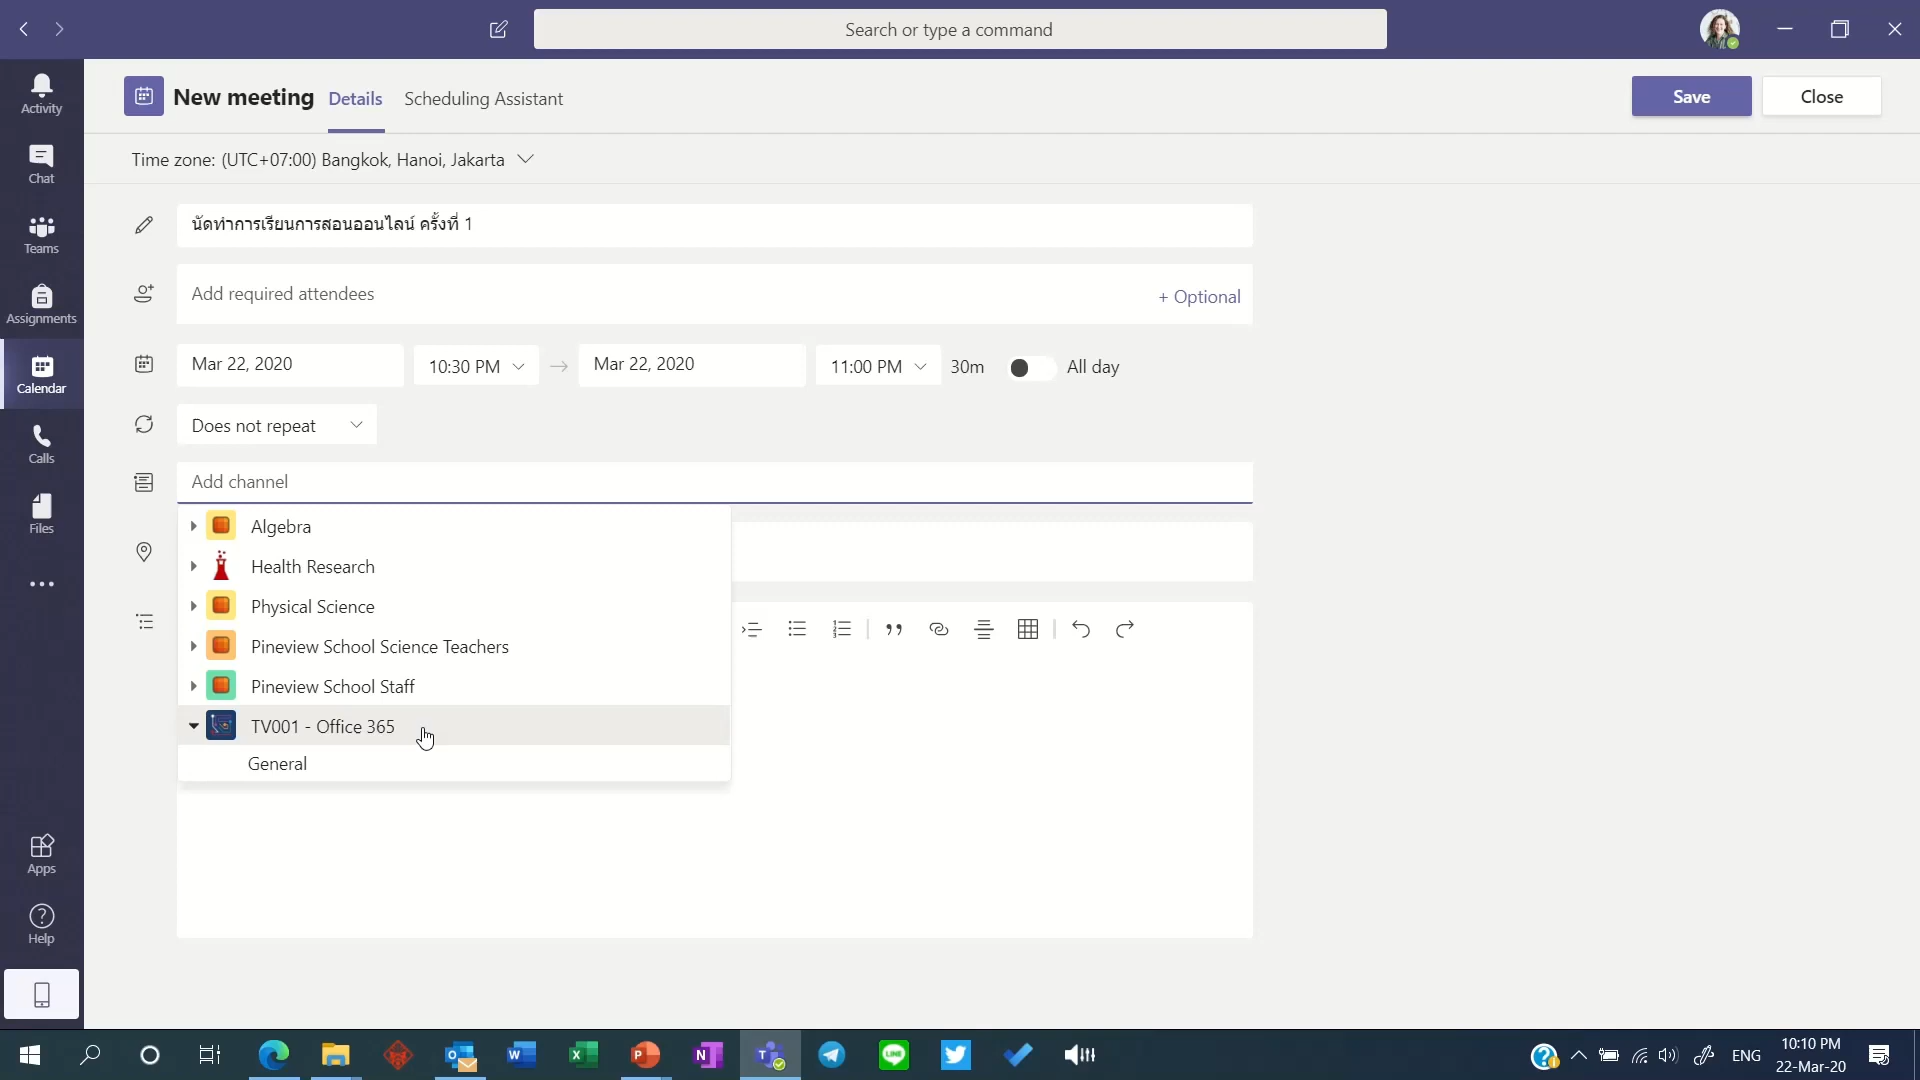 Search or type a command
Activity
Chat
Teams
Assignments
Calendar
Calls
Files
Apps
Help
New meeting Details Scheduling Assistant Save Close
Time zone: (UTC+07:00) Bangkok, Hanoi, Jakarta
นัดทำการเรียนการสอนออนไลน์ ครั้งที่ 1
Add required attendees + Optional
Mar 22, 2020 10:30 PM Mar 22, 2020 11:00 PM 30m All day
Does not repeat
Add channel
Algebra
Health Research
Physical Science
Pineview School Science Teachers
Pineview School Staff
TV001 - Office 365
General
ENG 10:10 PM
22-Mar-20